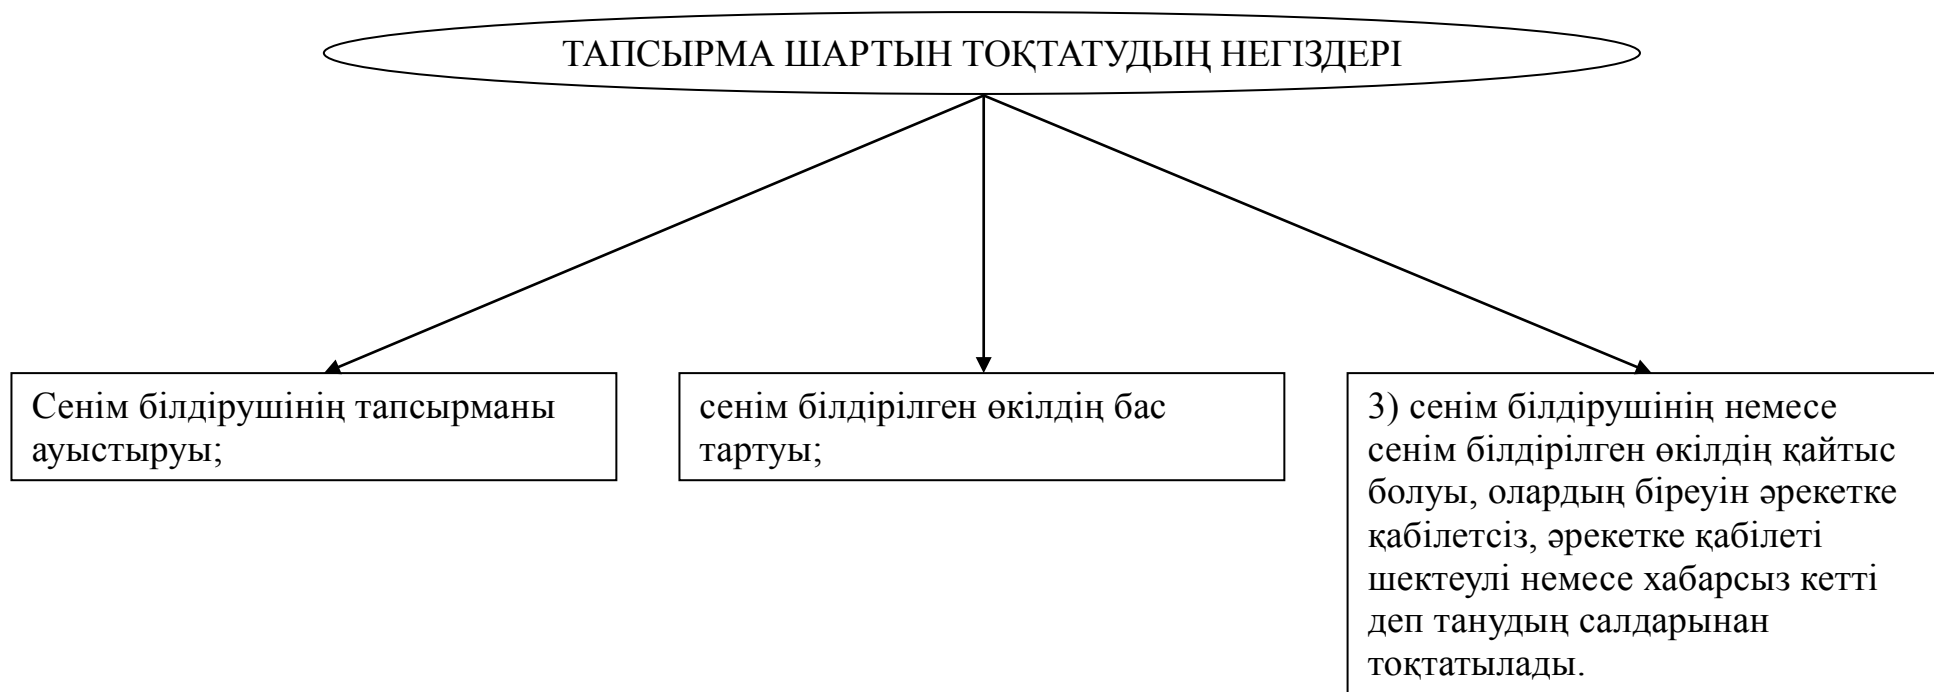 ТАПСЫРМА ШАРТЫН ТОҚТАТУДЫҢ НЕГІЗДЕРІ
Сенім білдірушінің тапсырманы
ауыстыруы;
сенім білдірілген өкілдің бас
тартуы;
3) сенім білдірушінің немесе
сенім білдірілген өкілдің қайтыс
болуы, олардың біреуін әрекетке
қабілетсіз, әрекетке қабілеті
шектеулі немесе хабарсыз кетті
деп танудың салдарынан
тоқтатылады.